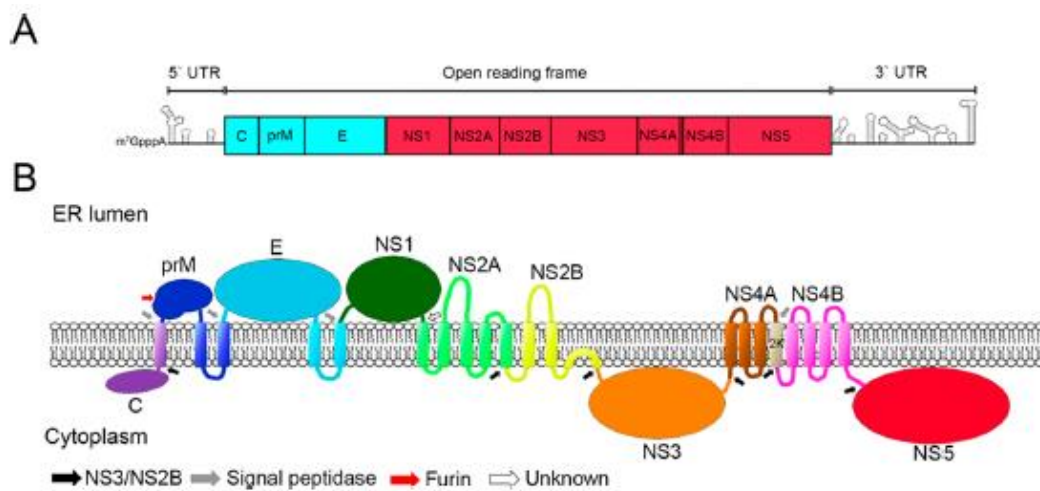 A
5` UTR Open reading frame 3` UTR
m⁷GpppA C prM E NS1 NS2A NS2B NS3 NS4A NS4B NS5
B
ER lumen
prM E NS1 NS2A NS2B NS4A NS4B
2K
C NS3 NS5
Cytoplasm
NS3/NS2B Signal peptidase Furin Unknown